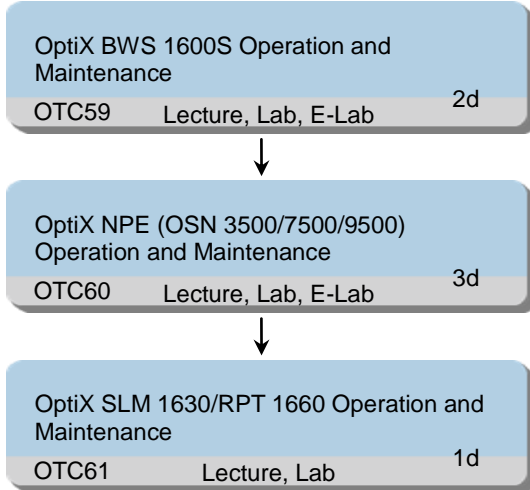 OptiX BWS 1600S Operation and
Maintenance
2d
OTC59 Lecture, Lab, E-Lab
OptiX NPE (OSN 3500/7500/9500)
Operation and Maintenance
3d
OTC60 Lecture, Lab, E-Lab
OptiX SLM 1630/RPT 1660 Operation and
Maintenance
1d
OTC61 Lecture, Lab